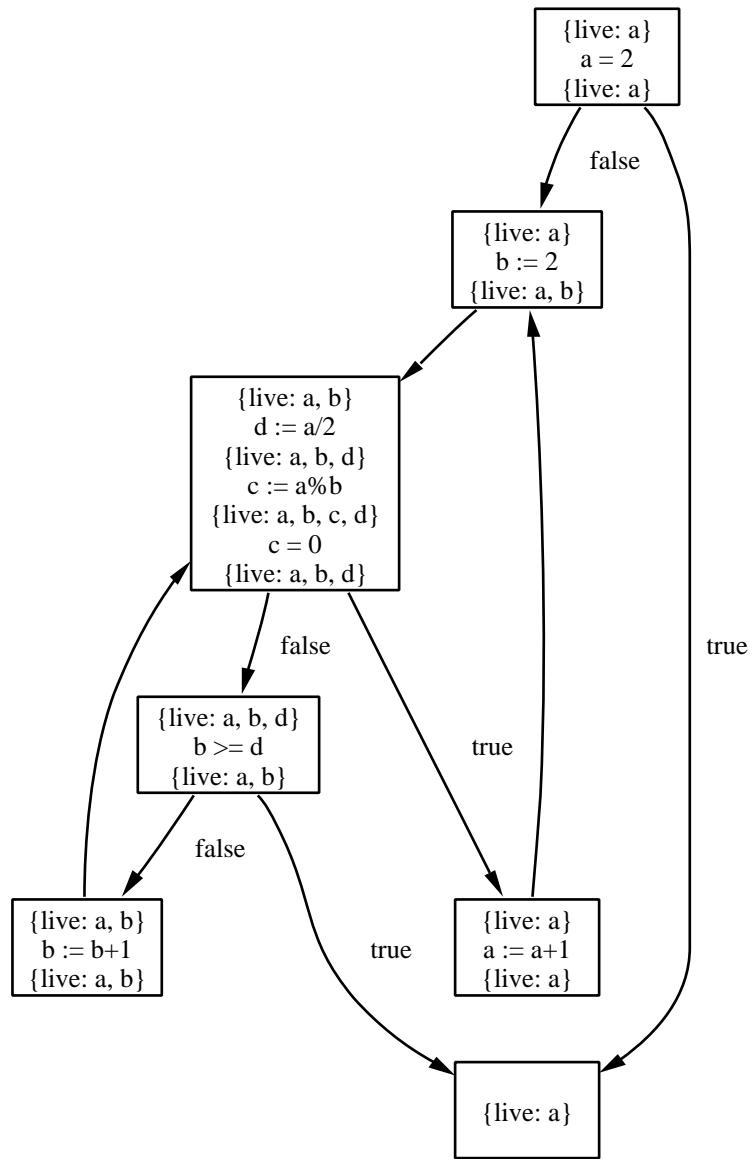 {live: a}
a = 2
{live: a}
false
{live: a}
b := 2
{live: a, b}
{live: a, b}
d := a/2
{live: a, b, d}
c := a%b
{live: a, b, c, d}
c = 0
{live: a, b, d}
false
true
{live: a, b, d}
b >= d
{live: a, b}
true
false
{live: a, b}
b := b+1
{live: a, b}
true
{live: a}
a := a+1
{live: a}
{live: a}